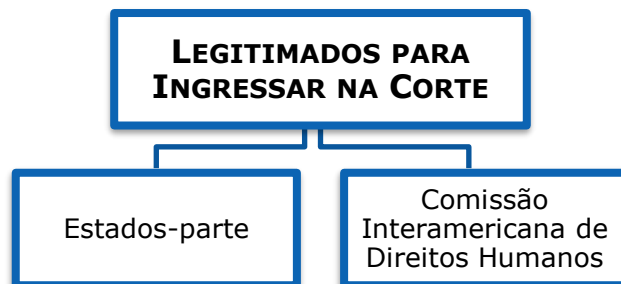 LEGITIMADOS PARA
INGRESSAR NA CORTE
Estados-parte
Comissão
Interamericana de
Direitos Humanos